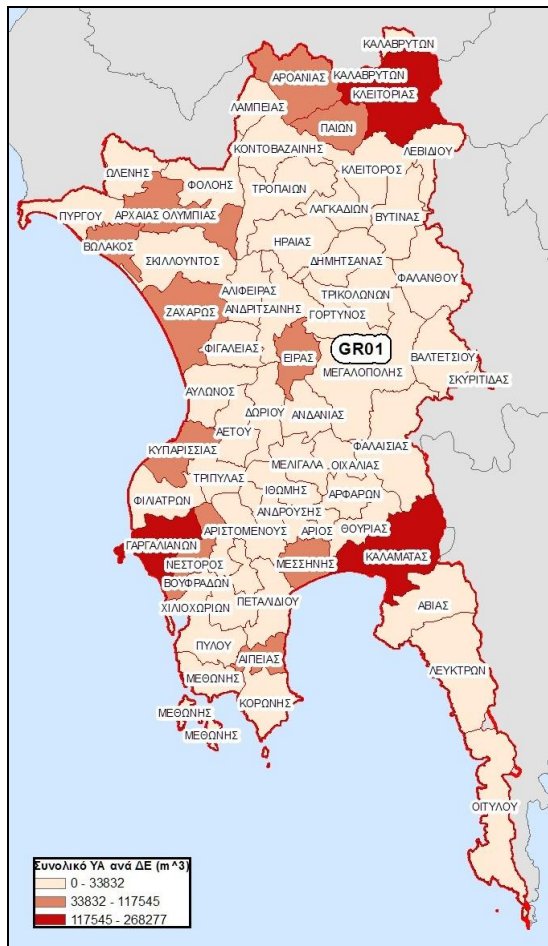 ΚΑΛΑΒΡΥΤΩΝ
ΑΡΟΑΝΙΑΣ
ΚΑΛΑΒΡΥΤΩΝ
ΚΛΕΙΤΟΡΙΑΣ
ΛΑΜΠΕΙΑΣ
ΠΑΙΩΝ
ΚΟΝΤΟΒΑΖΑΙΝΗΣ
ΛΕΒΙΔΙΟΥ
ΩΛΕΝΗΣ
ΚΛΕΙΤΟΡΟΣ
ΦΟΛΟΗΣ
ΤΡΟΠΑΙΩΝ
ΛΑΓΚΑΔΙΩΝ
ΠΥΡΓΟΥ
ΑΡΧΑΙΑΣ ΟΛΥΜΠΙΑΣ
ΒΥΤΙΝΑΣ
ΒΩΛΑΚΟΣ
ΗΡΑΙΑΣ
ΣΚΙΛΛΟΥΝΤΟΣ
ΔΗΜΗΤΣΑΝΑΣ
ΦΑΛΑΝΘΟΥ
ΑΛΙΦΕΙΡΑΣ
ΤΡΙΚΟΛΩΝΩΝ
ΖΑΧΑΡΩΣ
ΑΝΔΡΙΤΣΑΙΝΗΣ
ΓΟΡΤΥΝΟΣ
ΦΙΓΑΛΕΙΑΣ
ΕΙΡΑΣ
GR01
ΒΑΛΤΕΤΣΙΟΥ
ΜΕΓΑΛΟΠΟΛΗΣ
ΣΚΥΡΙΤΙΔΑΣ
ΑΥΛΩΝΟΣ
ΔΩΡΙΟΥ
ΑΝΔΑΝΙΑΣ
ΑΕΤΟΥ
ΚΥΠΑΡΙΣΣΙΑΣ
ΦΑΛΑΙΣΙΑΣ
ΜΕΛΙΓΑΛΑ
ΟΙΧΑΛΙΑΣ
ΤΡΙΠΥΛΑΣ
ΙΘΩΜΗΣ
ΑΡΦΑΡΩΝ
ΦΙΛΙΑΤΡΩΝ
ΑΝΔΡΟΥΣΗΣ
ΑΡΙΣΤΟΜΕΝΟΥΣ
ΑΡΙΟΣ
ΘΟΥΡΙΑΣ
ΓΑΡΓΑΛΙΑΝΩΝ
ΚΑΛΑΜΑΤΑΣ
ΝΕΣΤΟΡΟΣ
ΜΕΣΣΗΝΗΣ
ΒΟΥΦΡΑΔΩΝ
ΠΕΤΑΛΙΔΙΟΥ
ΧΙΛΙΟΧΩΡΙΩΝ
ΑΒΙΑΣ
ΠΥΛΟΥ
ΑΙΠΕΙΑΣ
ΛΕΥΚΤΡΩΝ
ΜΕΘΩΝΗΣ
ΚΟΡΩΝΗΣ
ΜΕΘΩΝΗΣ
ΜΕΘΩΝΗΣ
ΟΙΤΥΛΟΥ
Συνολικό ΥΑ ανά ΔΕ (m^3)
0 - 33832
33832 - 117545
117545 - 268277